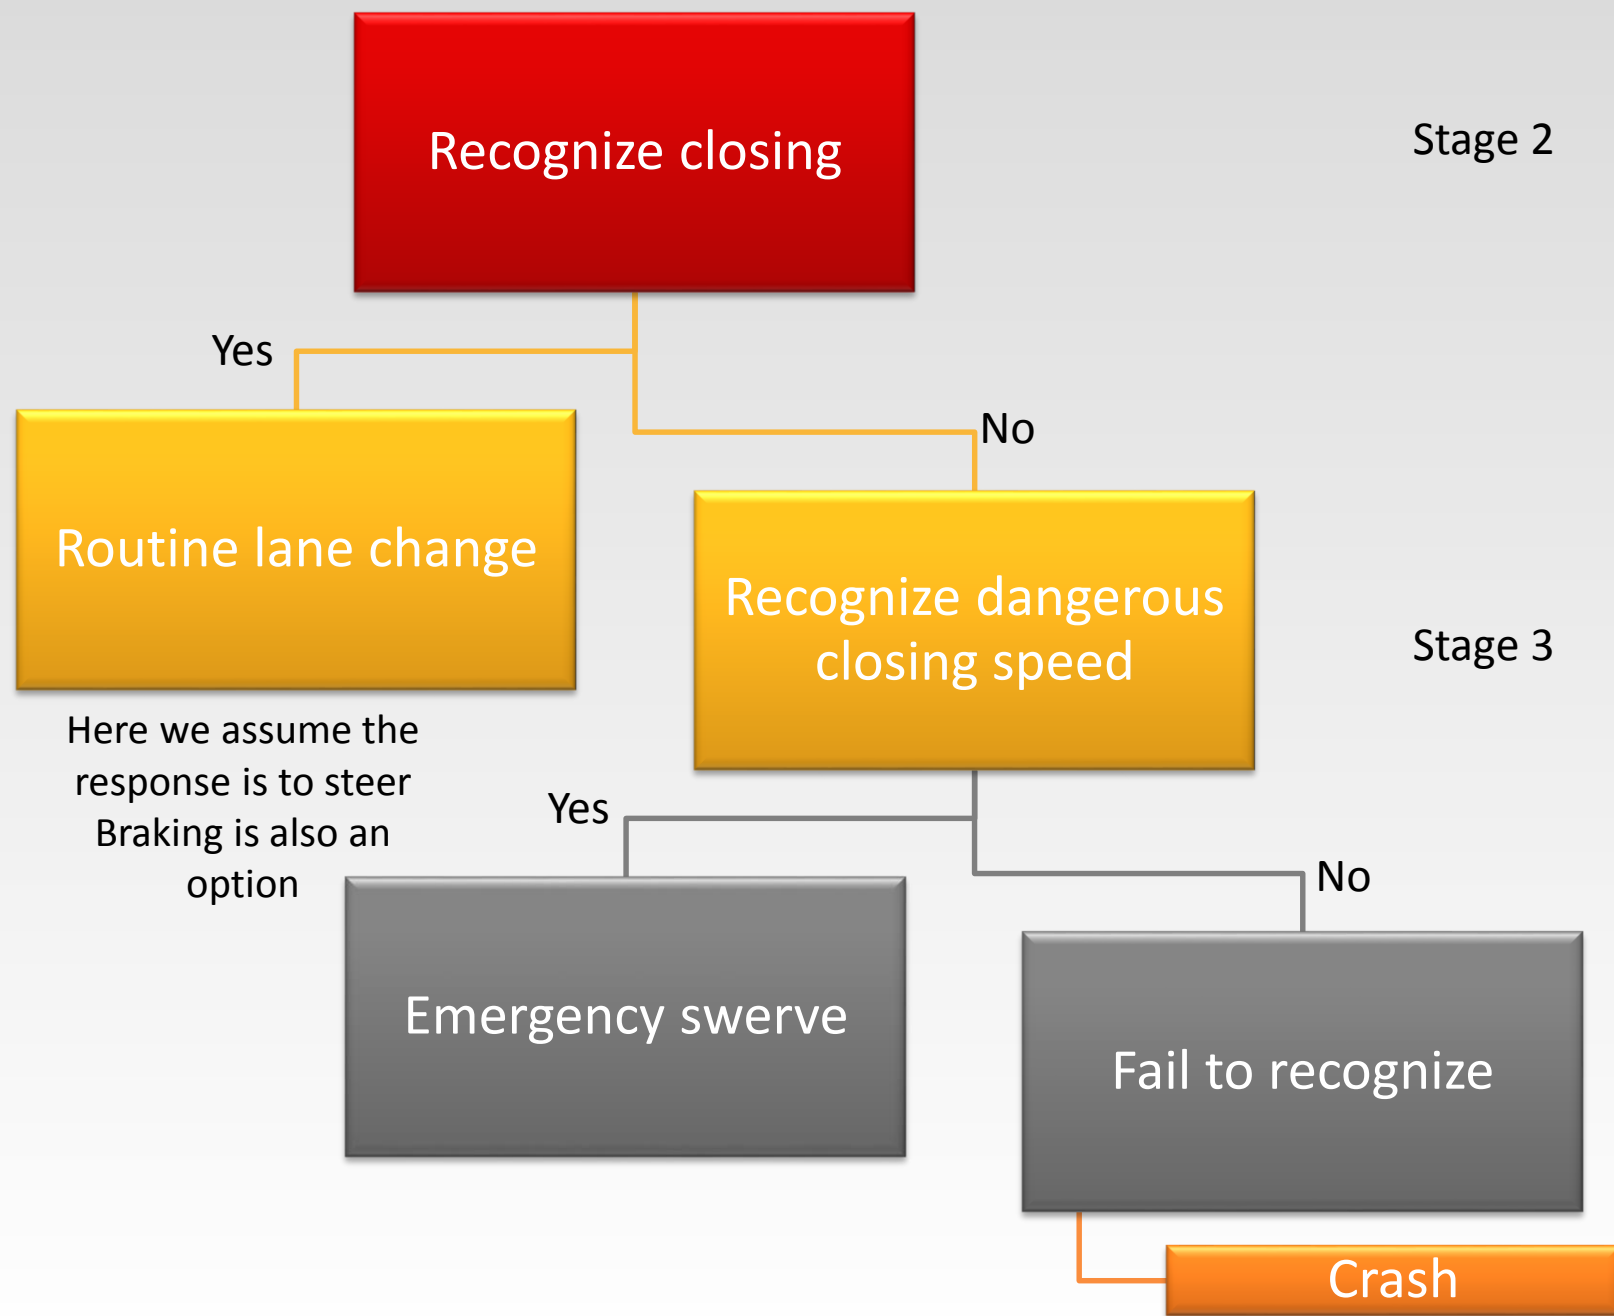 Recognize closing
Stage 2
Yes
No
Routine lane change
Recognize dangerous
closing speed
Stage 3
Here we assume the
response is to steer
Braking is also an
option
Yes
No
Emergency swerve
Fail to recognize
Crash